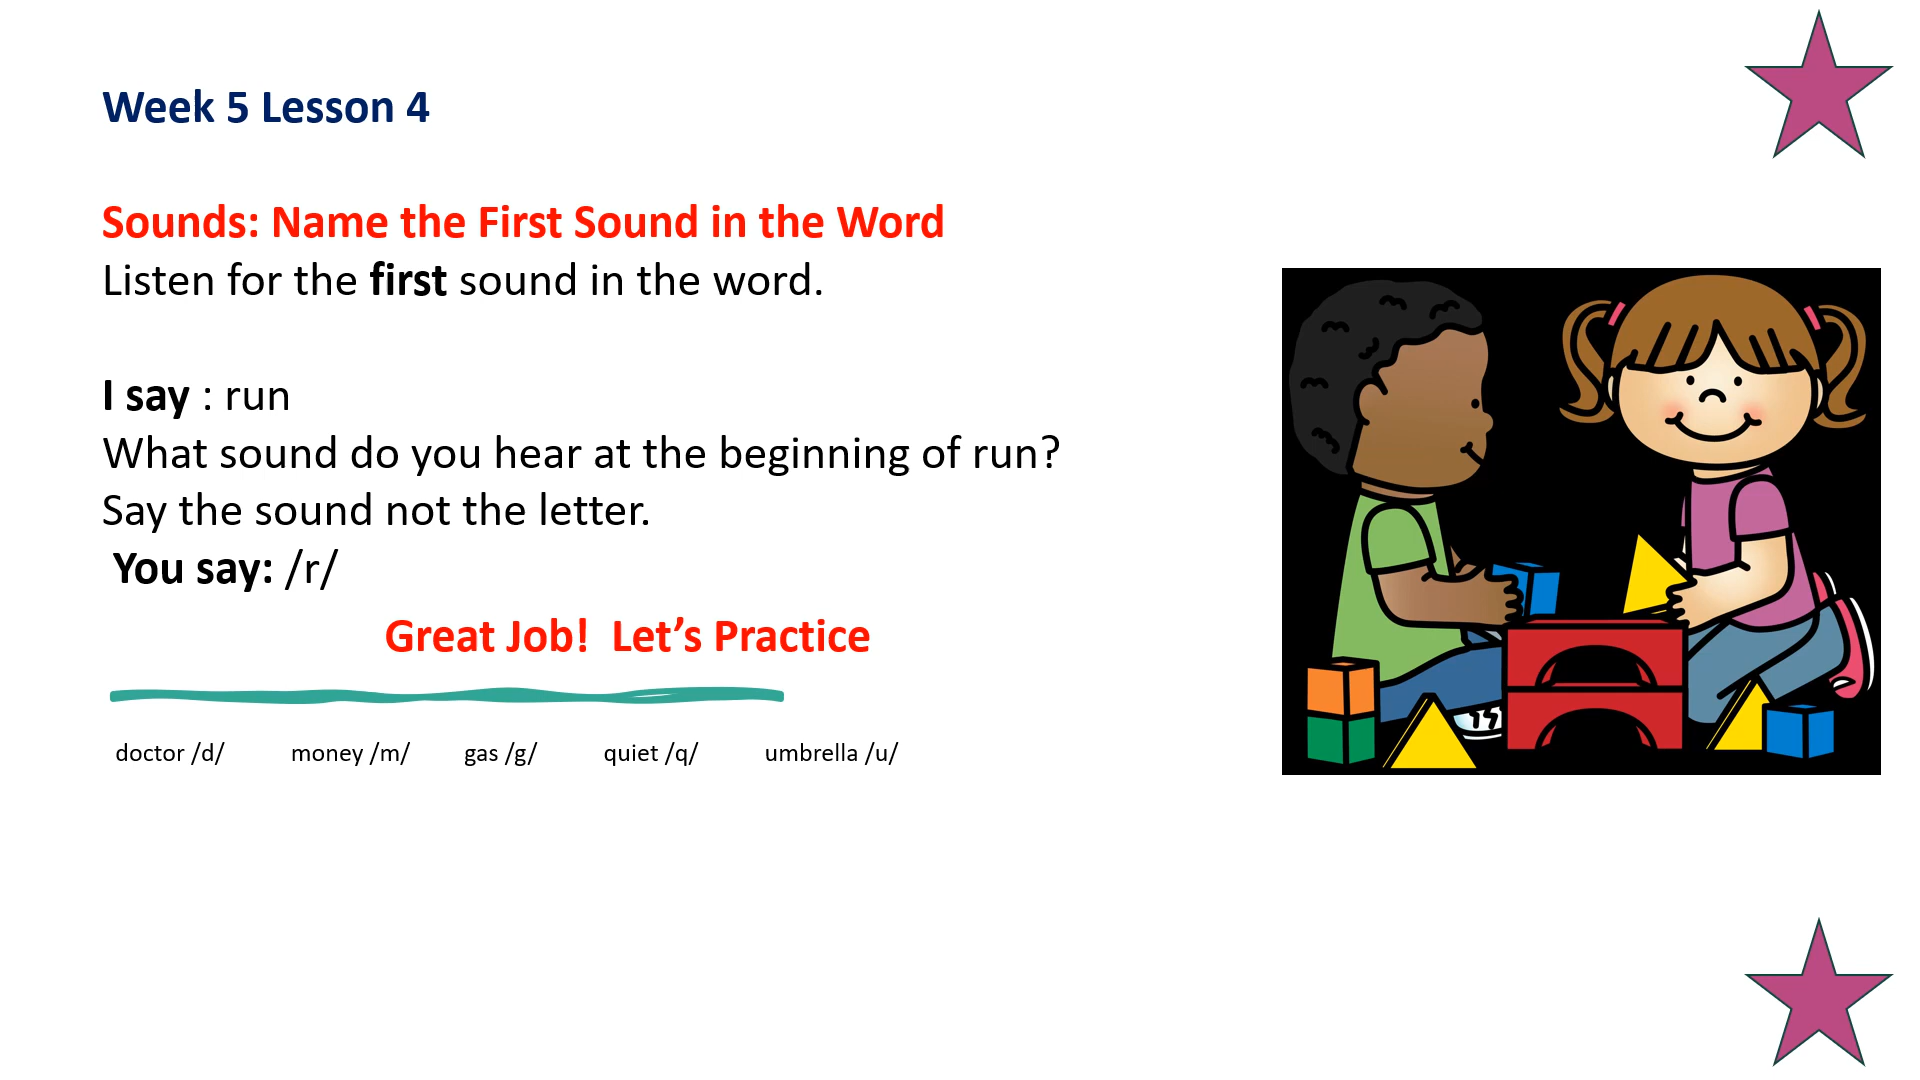 Week 5 Lesson 4
Sounds: Name the First Sound in the Word
Listen for the first sound in the word.
I say : run
What sound do you hear at the beginning of run?
Say the sound not the letter.
You say: /r/
Great Job!  Let’s Practice
doctor /d/ money /m/ gas /g/ quiet /q/ umbrella /u/